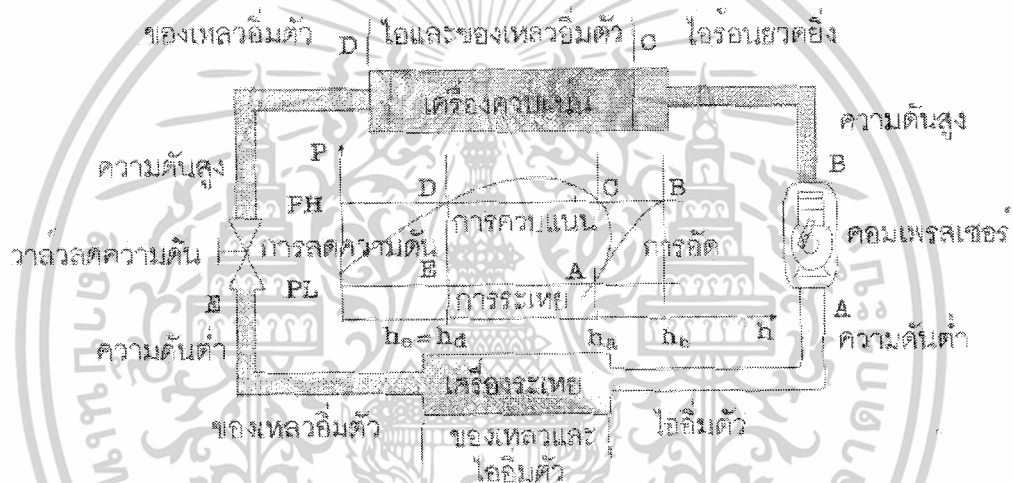 ของเหลวอิ่มตัว D ไอและของเหลวอิ่มตัว C ไอร้อนยวดยิ่ง
เครื่องควบแน่น
ความดันสูง
P
ความดันสูง
B
D C B
PH
การควบแนน
คอมเพรสเซอร์
วาล์วลดความดัน การลดความดัน การอัด
E A
PL
E
การระเหย
A
ความดันต่ำ
he = hd ha hb h
ความดันต่ำ
เครื่องระเหย
ของเหลวอิ่มตัว
ของเหลวและ
ไออิ่มตัว
ไออิ่มตัว